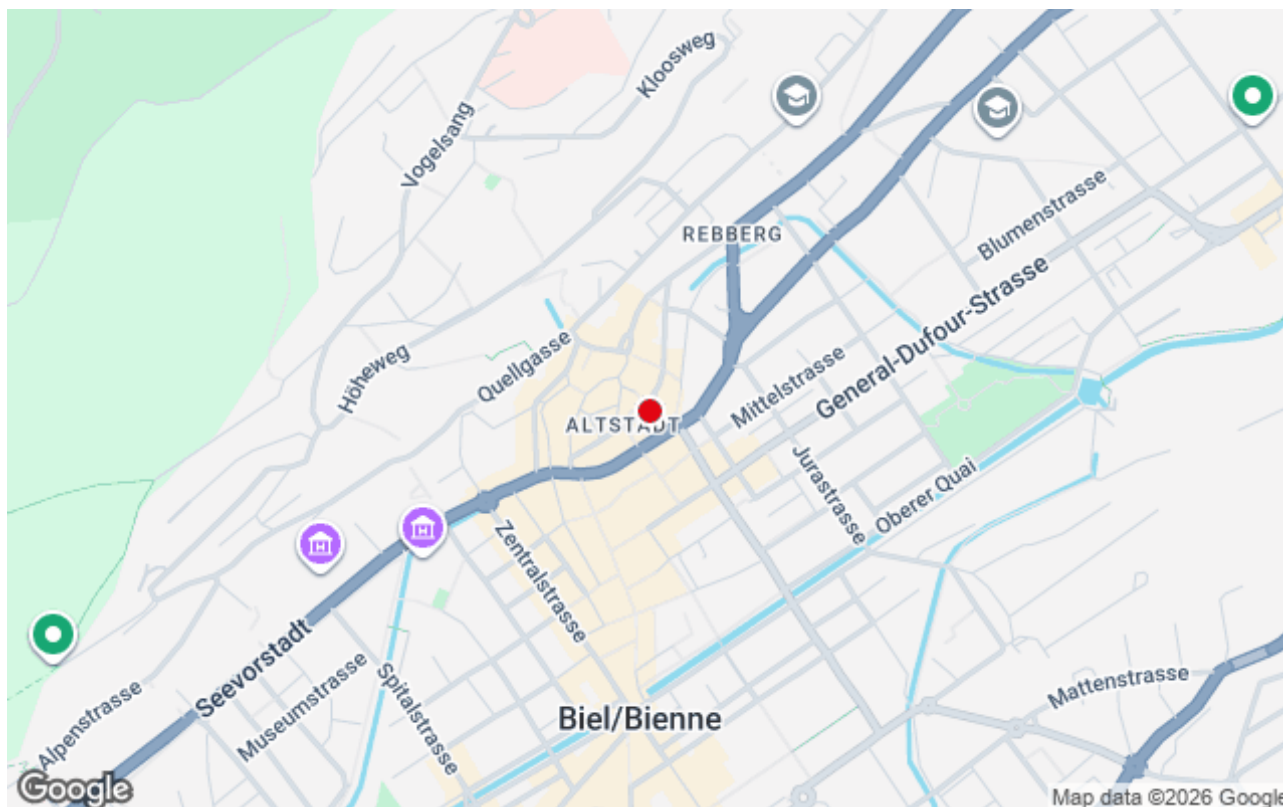 Kloosweg
Vogelsang
REBBERG
Blumenstrasse
General-Dufour-Strasse
Höheweg
Quellgasse
Mittelstrasse
ALTSTADT
Jurastrasse
Oberer Quai
Zentralstrasse
Seevorstadt
Museumstrasse
Spitalstrasse
Alpenstrasse
Mattenstrasse
Biel/Bienne
H
H
Google
Map data ©2026 Google